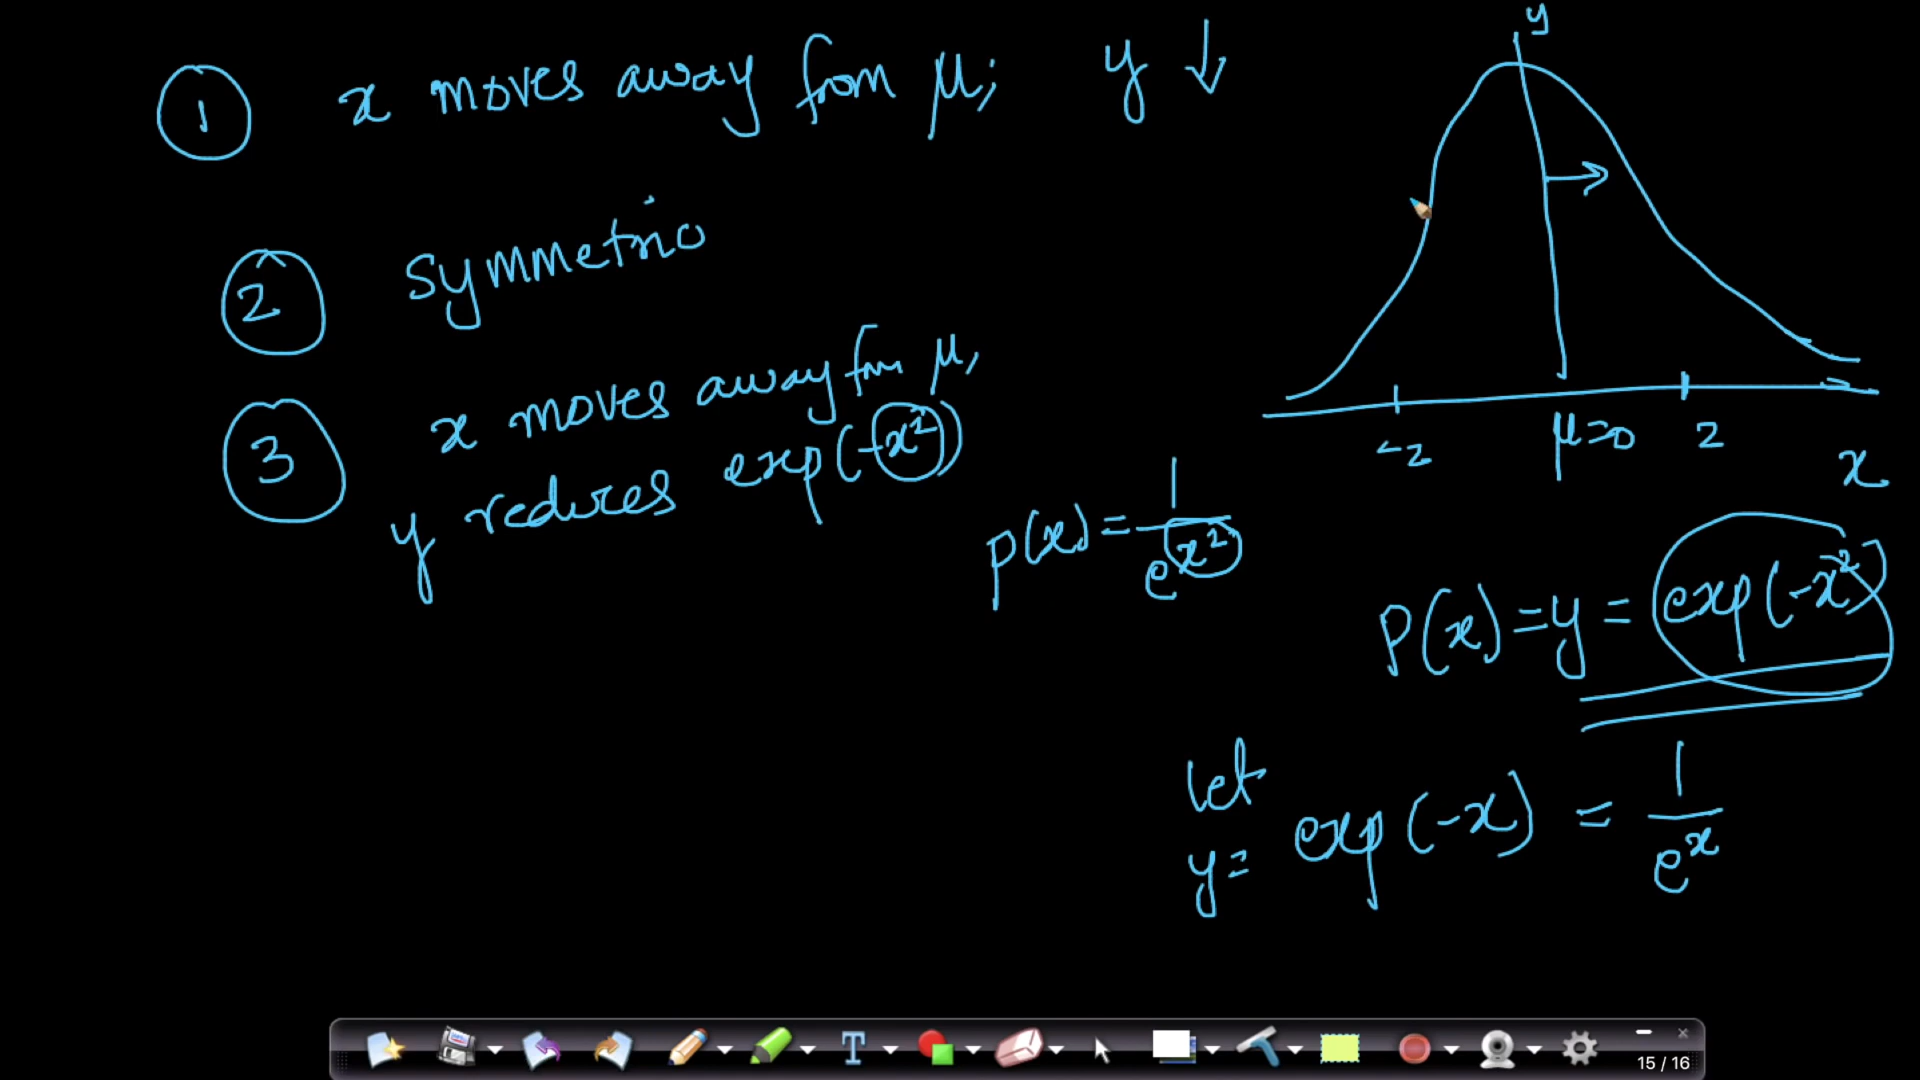 1 x moves away from μ; y ↓
2 symmetric
3 x moves away from μ,
y reduces exp(-x²)
p(x) = 1/e^x²
y
-2 μ=0 2
x
P(x) = y = exp(-x²)
let
y = exp(-x) = 1/e^x
T
15 / 16